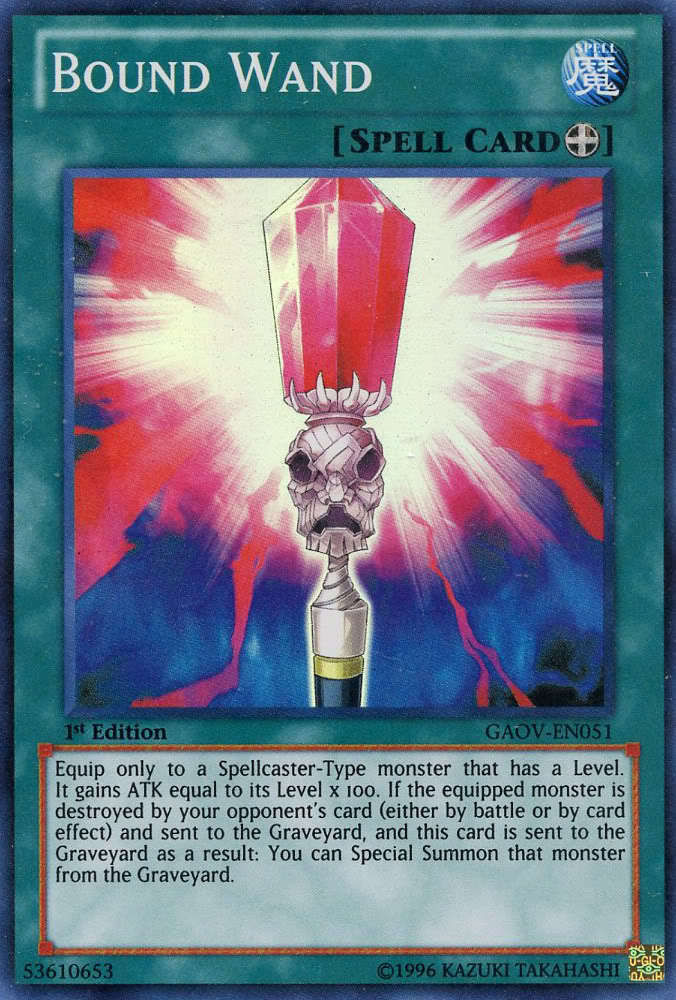 BOUND WAND
SPELL
魔
[SPELL CARD]
1st Edition
GAOV-EN051
Equip only to a Spellcaster-Type monster that has a Level.
It gains ATK equal to its Level x 100. If the equipped monster is
destroyed by your opponent's card (either by battle or by card
effect) and sent to the Graveyard, and this card is sent to the
Graveyard as a result: You can Special Summon that monster
from the Graveyard.
53610653
©1996 KAZUKI TAKAHASHI